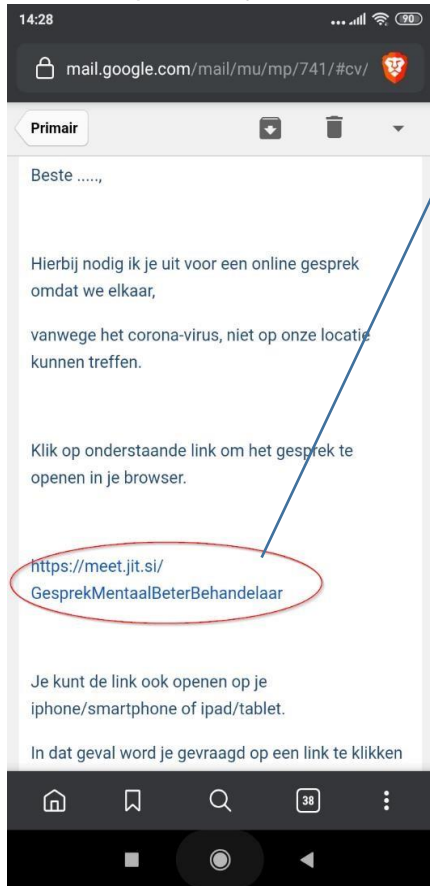 14:28
90
mail.google.com/mail/mu/mp/741/#cv/
Primair
Beste .....,
Hierbij nodig ik je uit voor een online gesprek
omdat we elkaar,
vanwege het corona-virus, niet op onze locatie
kunnen treffen.
Klik op onderstaande link om het gesprek te
openen in je browser.
https://meet.jit.si/
GesprekMentaalBeterBehandelaar
Je kunt de link ook openen op je
iphone/smartphone of ipad/tablet.
In dat geval word je gevraagd op een link te klikken
38